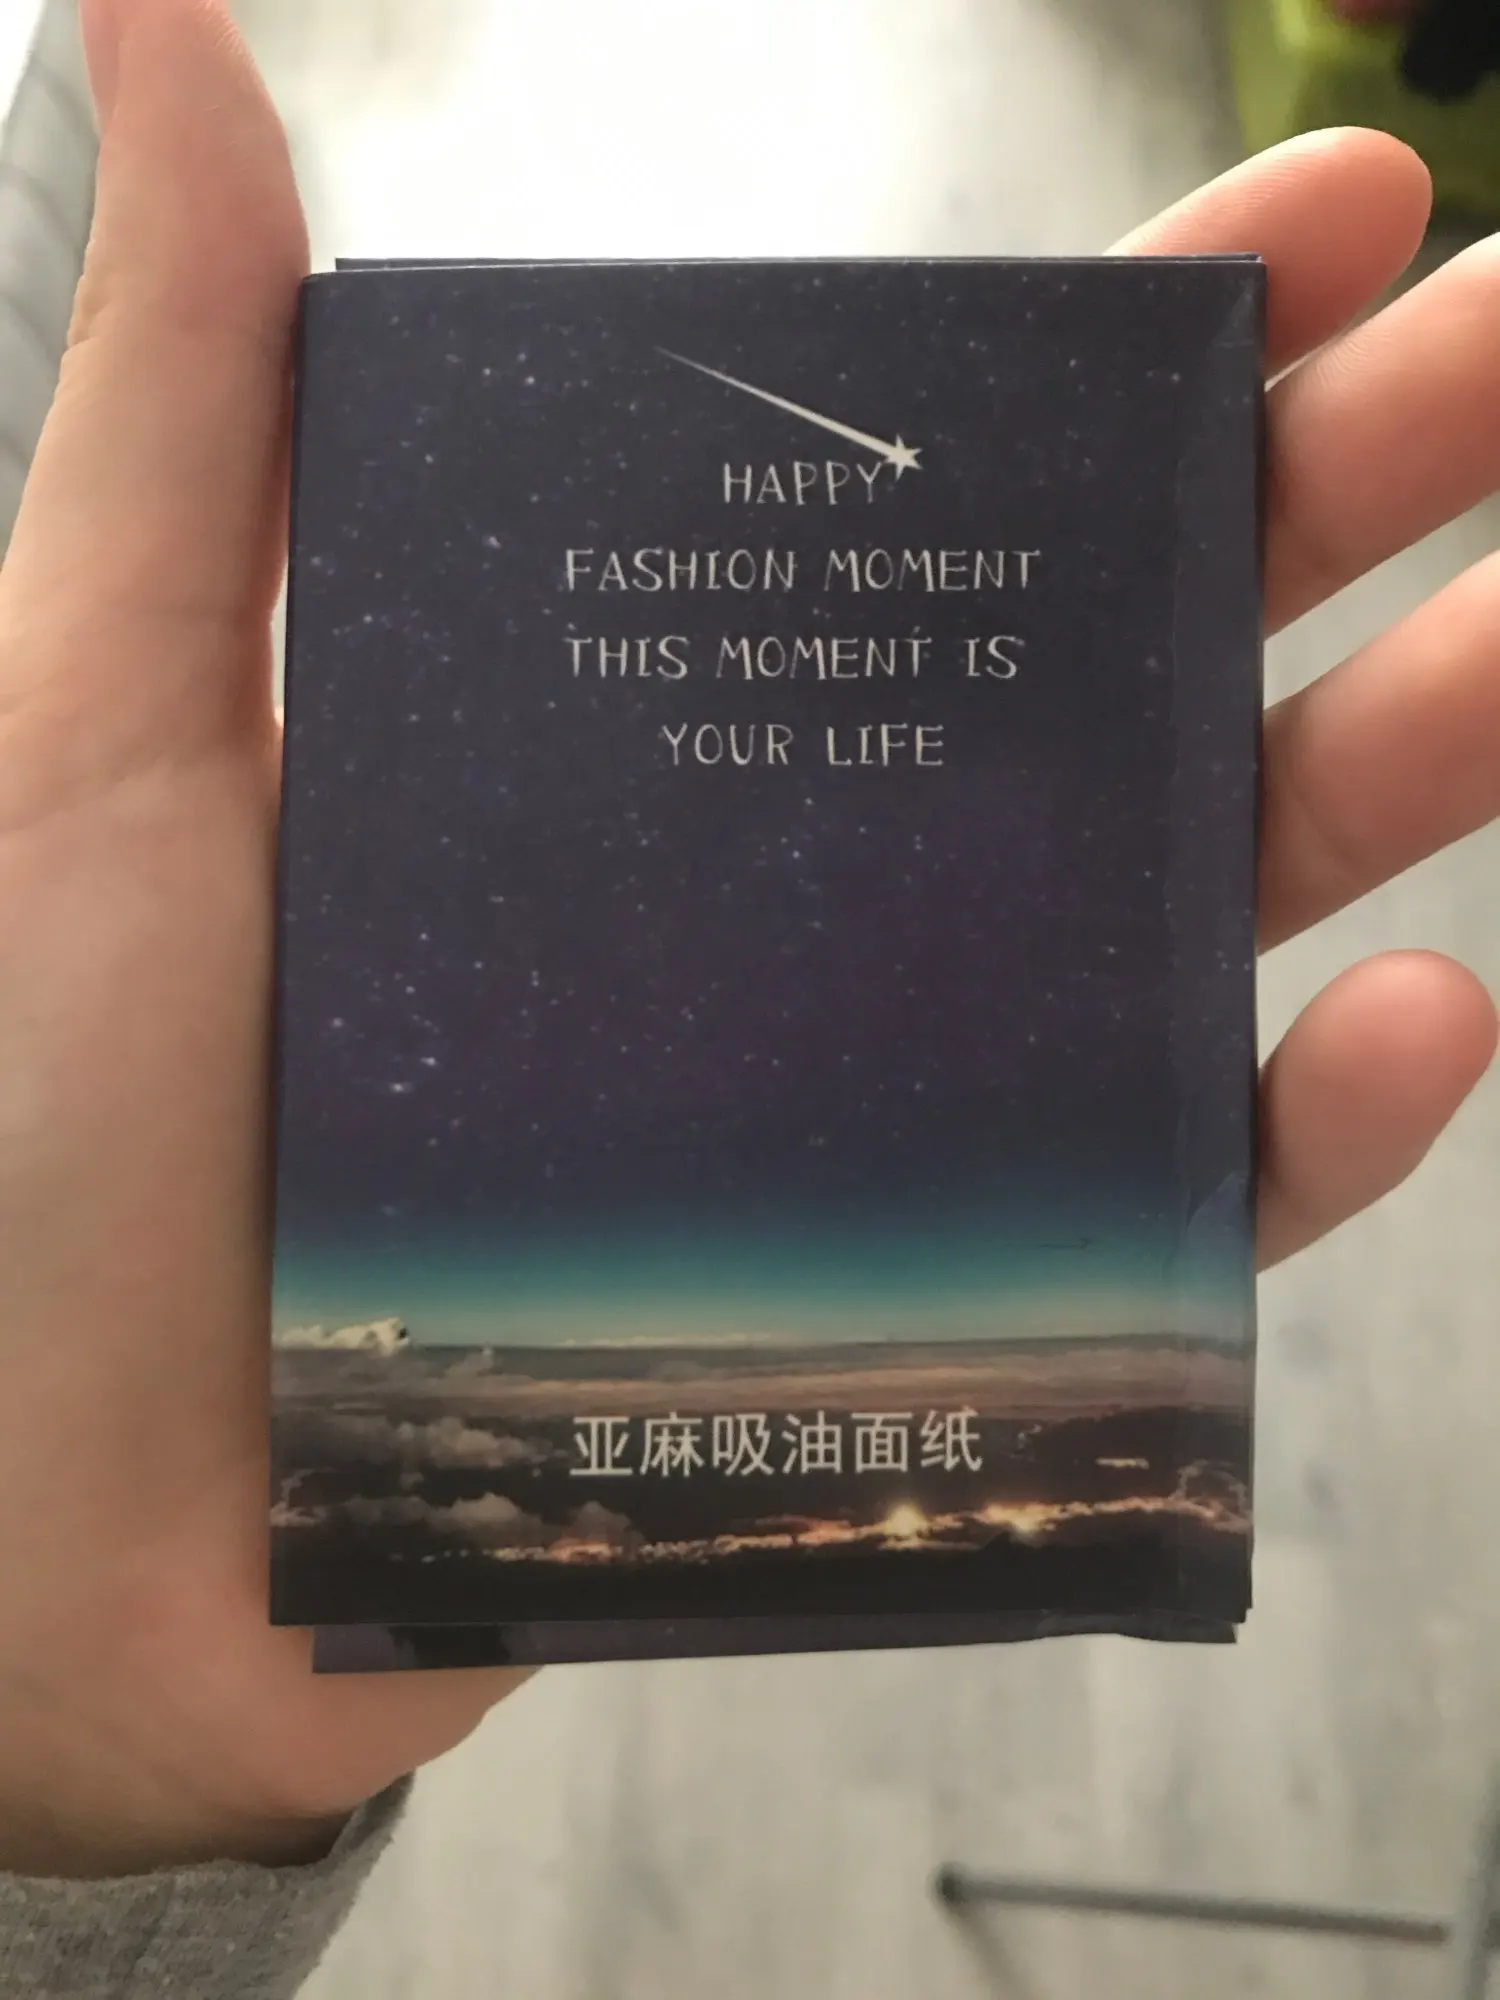 HAPPY
FASHION MOMENT
THIS MOMENT IS
YOUR LIFE
亚麻吸油面纸